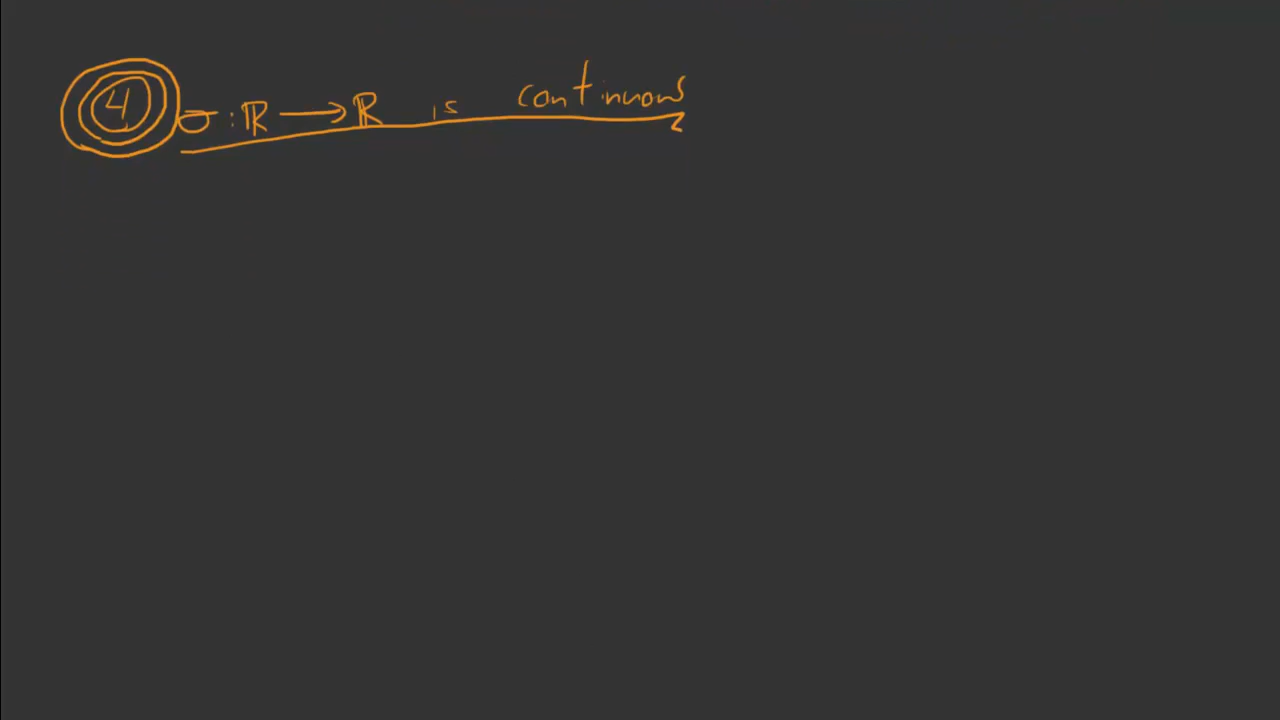 4 σ: ℝ → ℝ is continuous